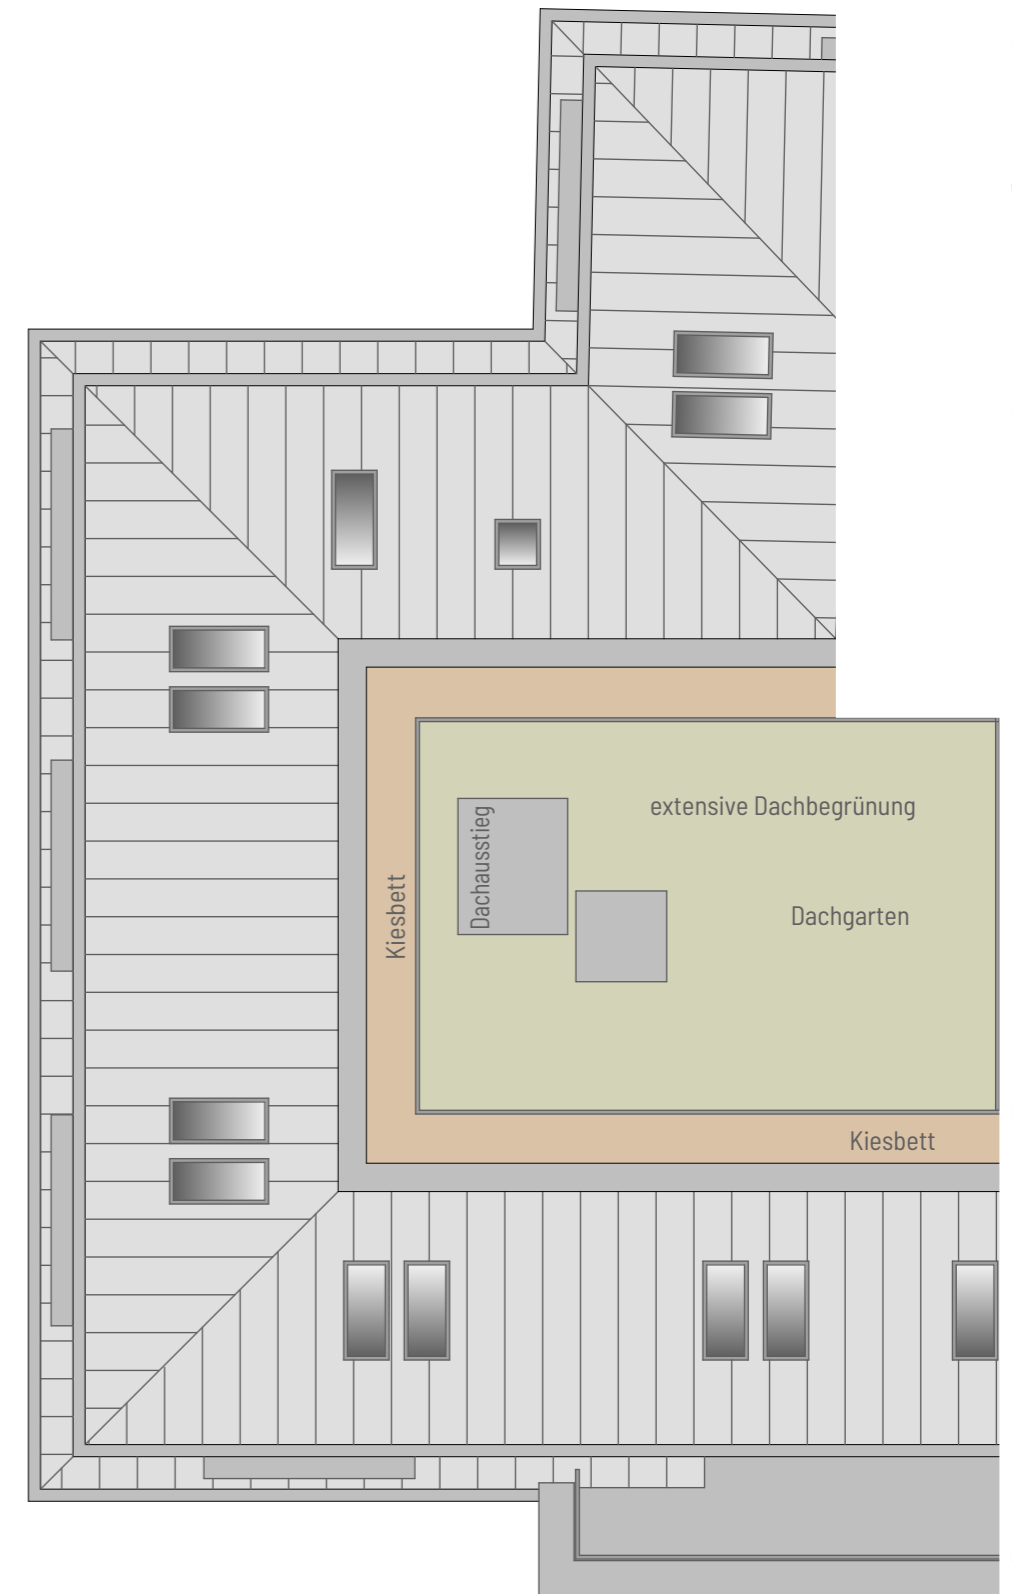 extensive Dachbegrünung
Dachausstieg
Kiesbett
Dachgarten
Kiesbett